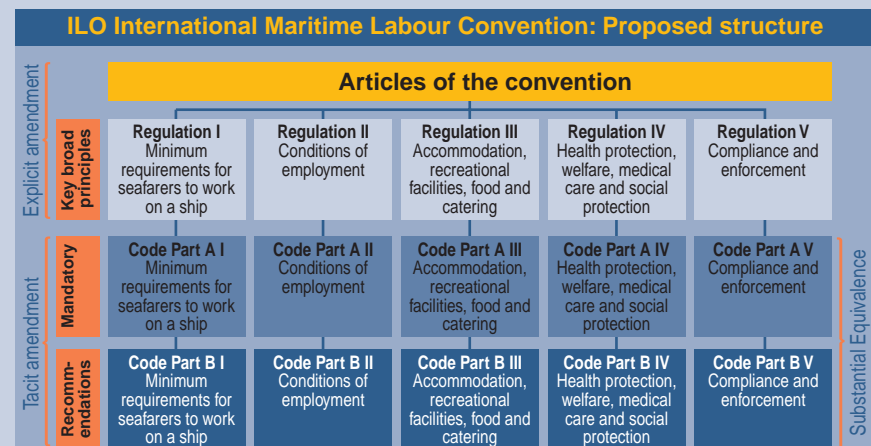 ILO International Maritime Labour Convention: Proposed structure
Explicit amendment
Articles of the convention
Key broad
principles
Regulation I
Minimum
requirements for
seafarers to work
on a ship
Regulation II
Conditions of
employment
Regulation III
Accommodation,
recreational
facilities, food and
catering
Regulation IV
Health protection,
welfare, medical
care and social
protection
Regulation V
Compliance and
enforcement
Tacit amendment
Mandatory
Code Part A I
Minimum
requirements for
seafarers to work
on a ship
Code Part A II
Conditions of
employment
Code Part A III
Accommodation,
recreational
facilities, food and
catering
Code Part A IV
Health protection,
welfare, medical
care and social
protection
Code Part A V
Compliance and
enforcement
Recomm-
endations
Code Part B I
Minimum
requirements for
seafarers to work
on a ship
Code Part B II
Conditions of
employment
Code Part B III
Accommodation,
recreational
facilities, food and
catering
Code Part B IV
Health protection,
welfare, medical
care and social
protection
Code Part B V
Compliance and
enforcement
Substantial Equivalence